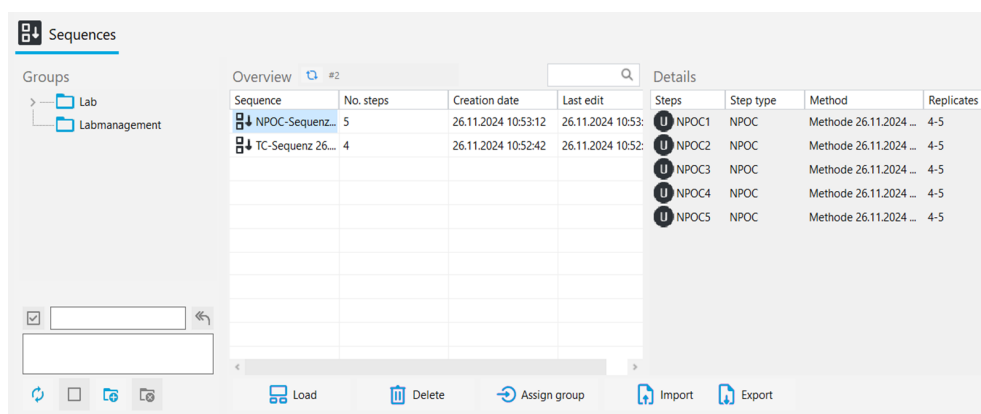 Sequences
Groups
Lab
Labmanagement
Overview #2
Sequence No. steps Creation date Last edit
NPOC-Sequenz... 5 26.11.2024 10:53:12 26.11.2024 10:53:
TC-Sequenz 26.... 4 26.11.2024 10:52:42 26.11.2024 10:52:
Details
Steps Step type Method Replicates
U NPOC1 NPOC Methode 26.11.2024 ... 4-5
U NPOC2 NPOC Methode 26.11.2024 ... 4-5
U NPOC3 NPOC Methode 26.11.2024 ... 4-5
U NPOC4 NPOC Methode 26.11.2024 ... 4-5
U NPOC5 NPOC Methode 26.11.2024 ... 4-5
Load Delete Assign group Import Export